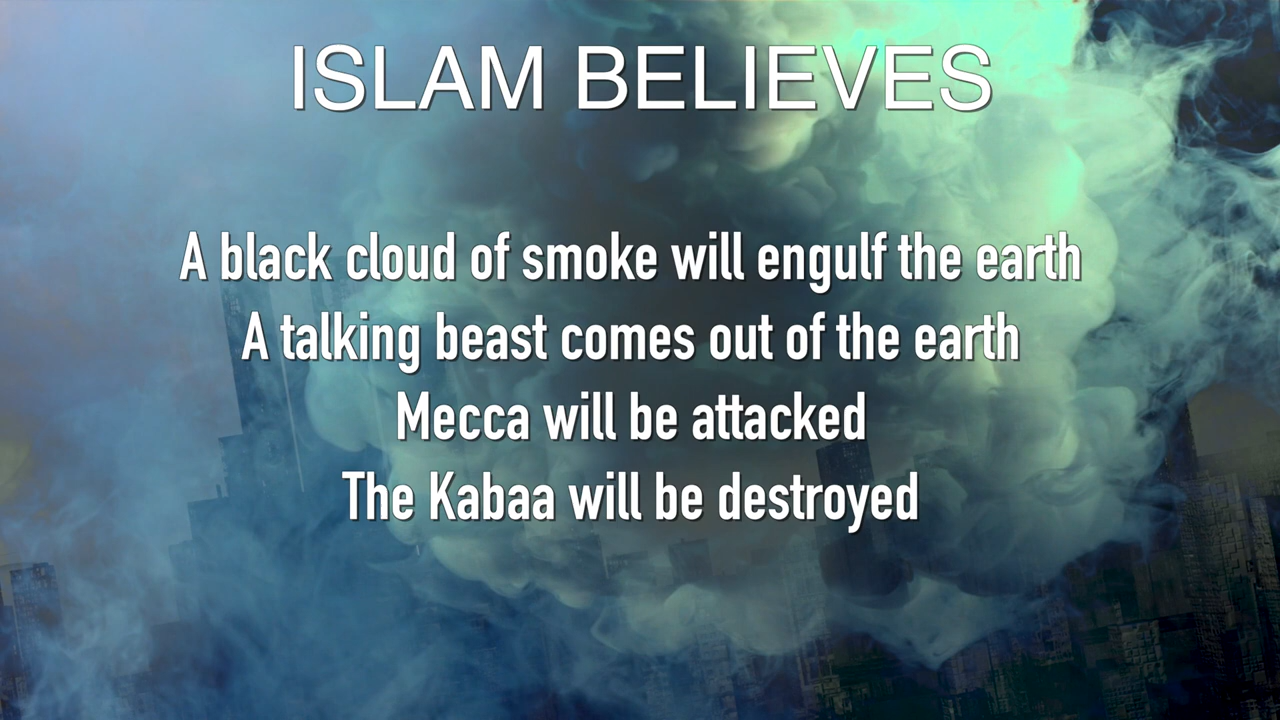 ISLAM BELIEVES
A black cloud of smoke will engulf the earth
A talking beast comes out of the earth
Mecca will be attacked
The Kabaa will be destroyed